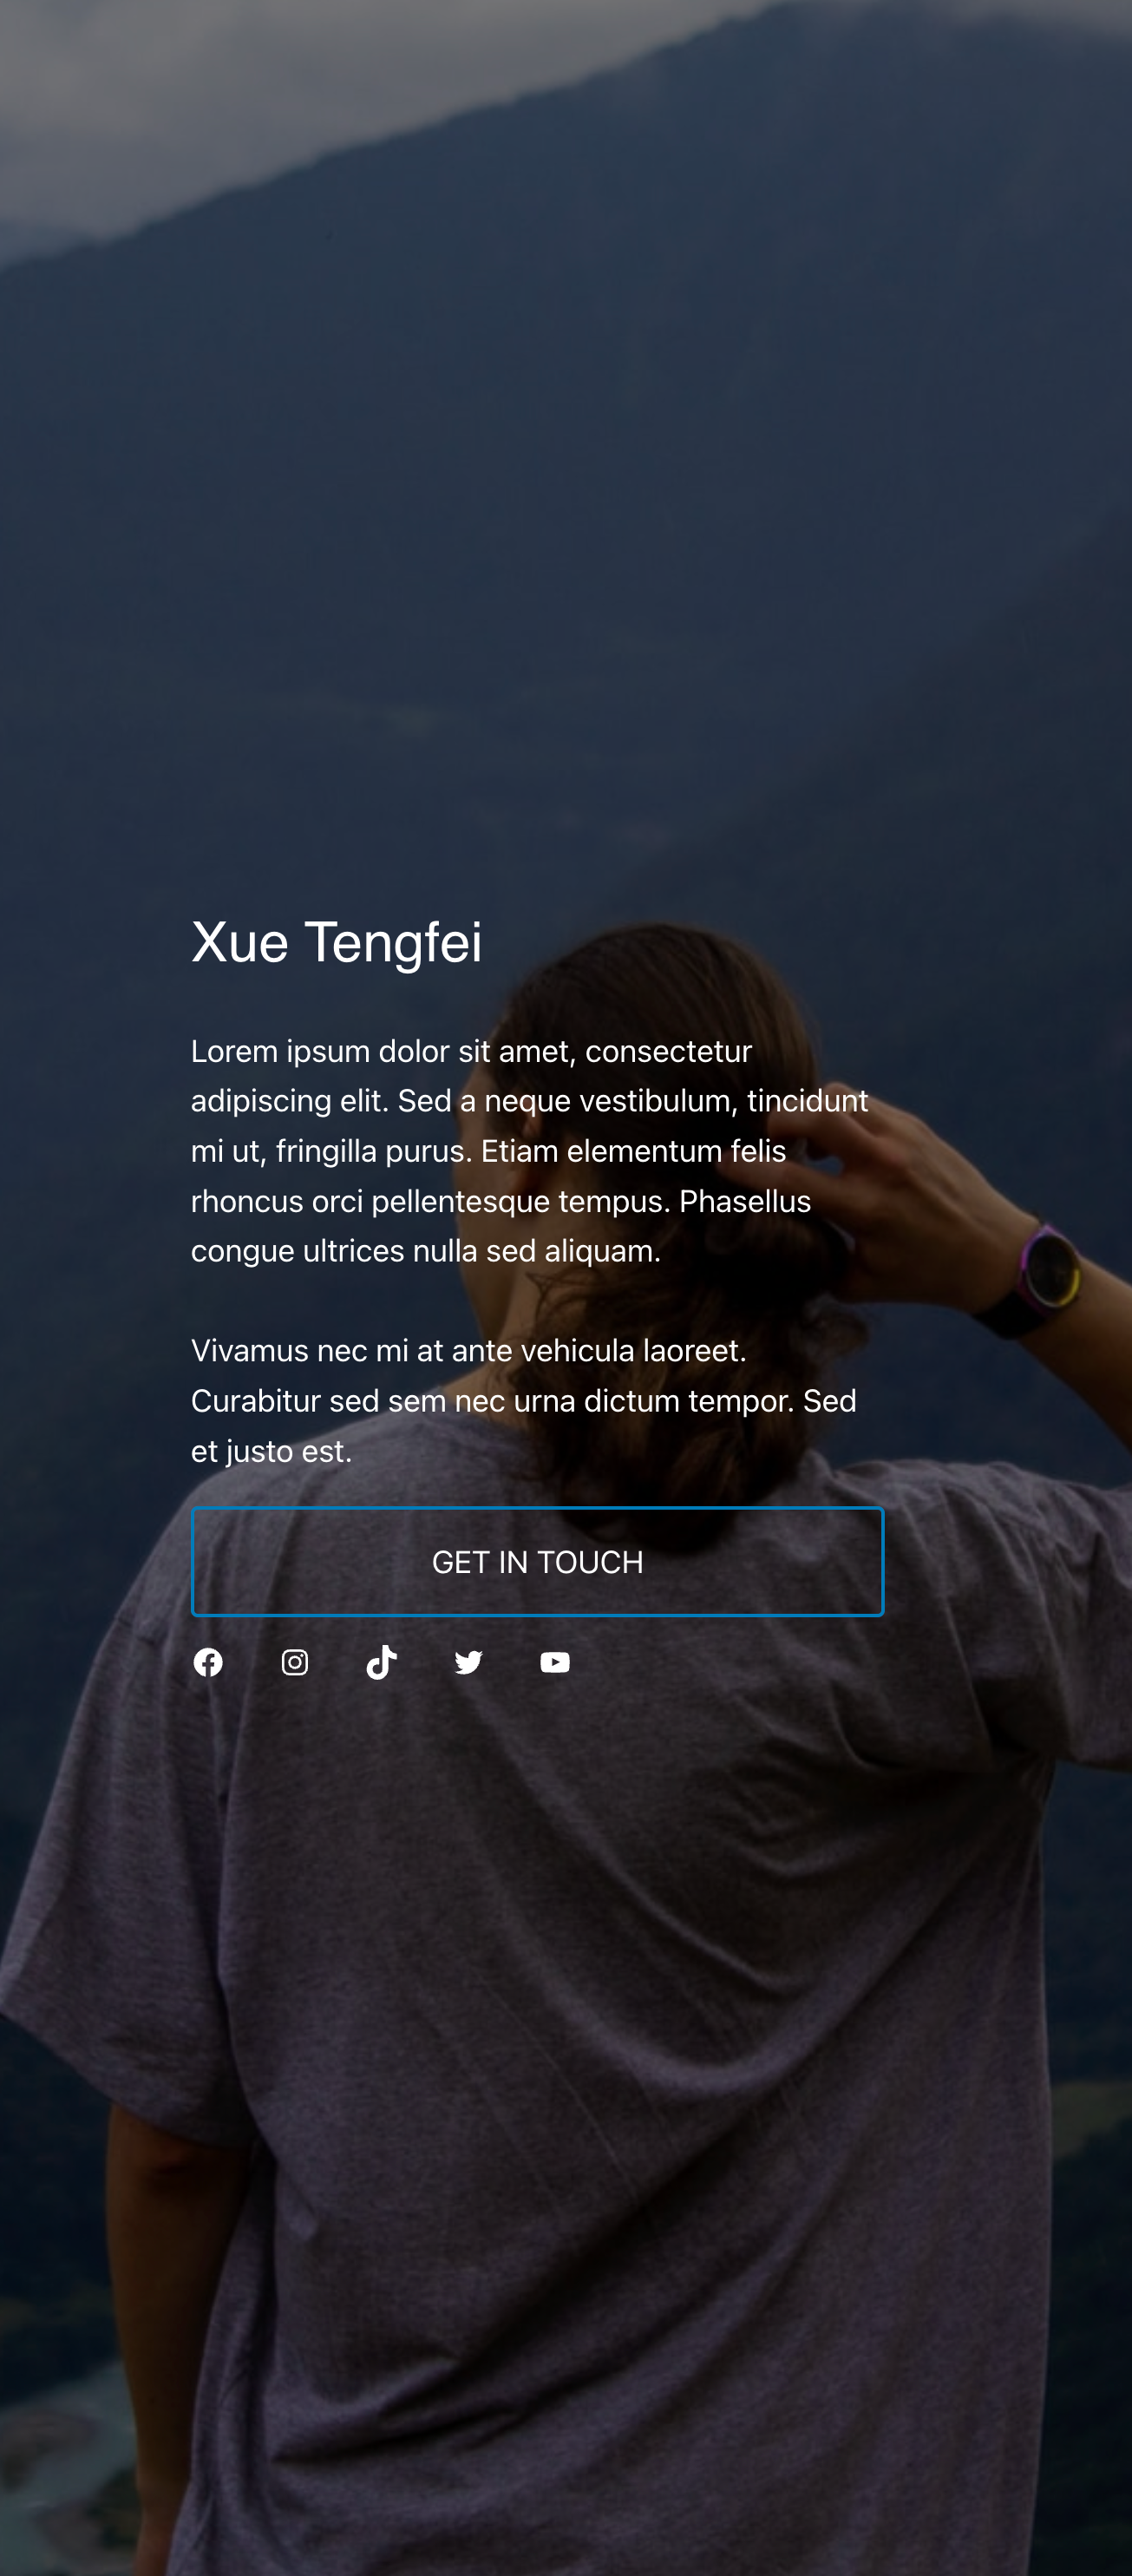 Xue Tengfei
Lorem ipsum dolor sit amet, consectetur
adipiscing elit. Sed a neque vestibulum, tincidunt
mi ut, fringilla purus. Etiam elementum felis
rhoncus orci pellentesque tempus. Phasellus
congue ultrices nulla sed aliquam.
Vivamus nec mi at ante vehicula laoreet.
Curabitur sed sem nec urna dictum tempor. Sed
et justo est.
GET IN TOUCH